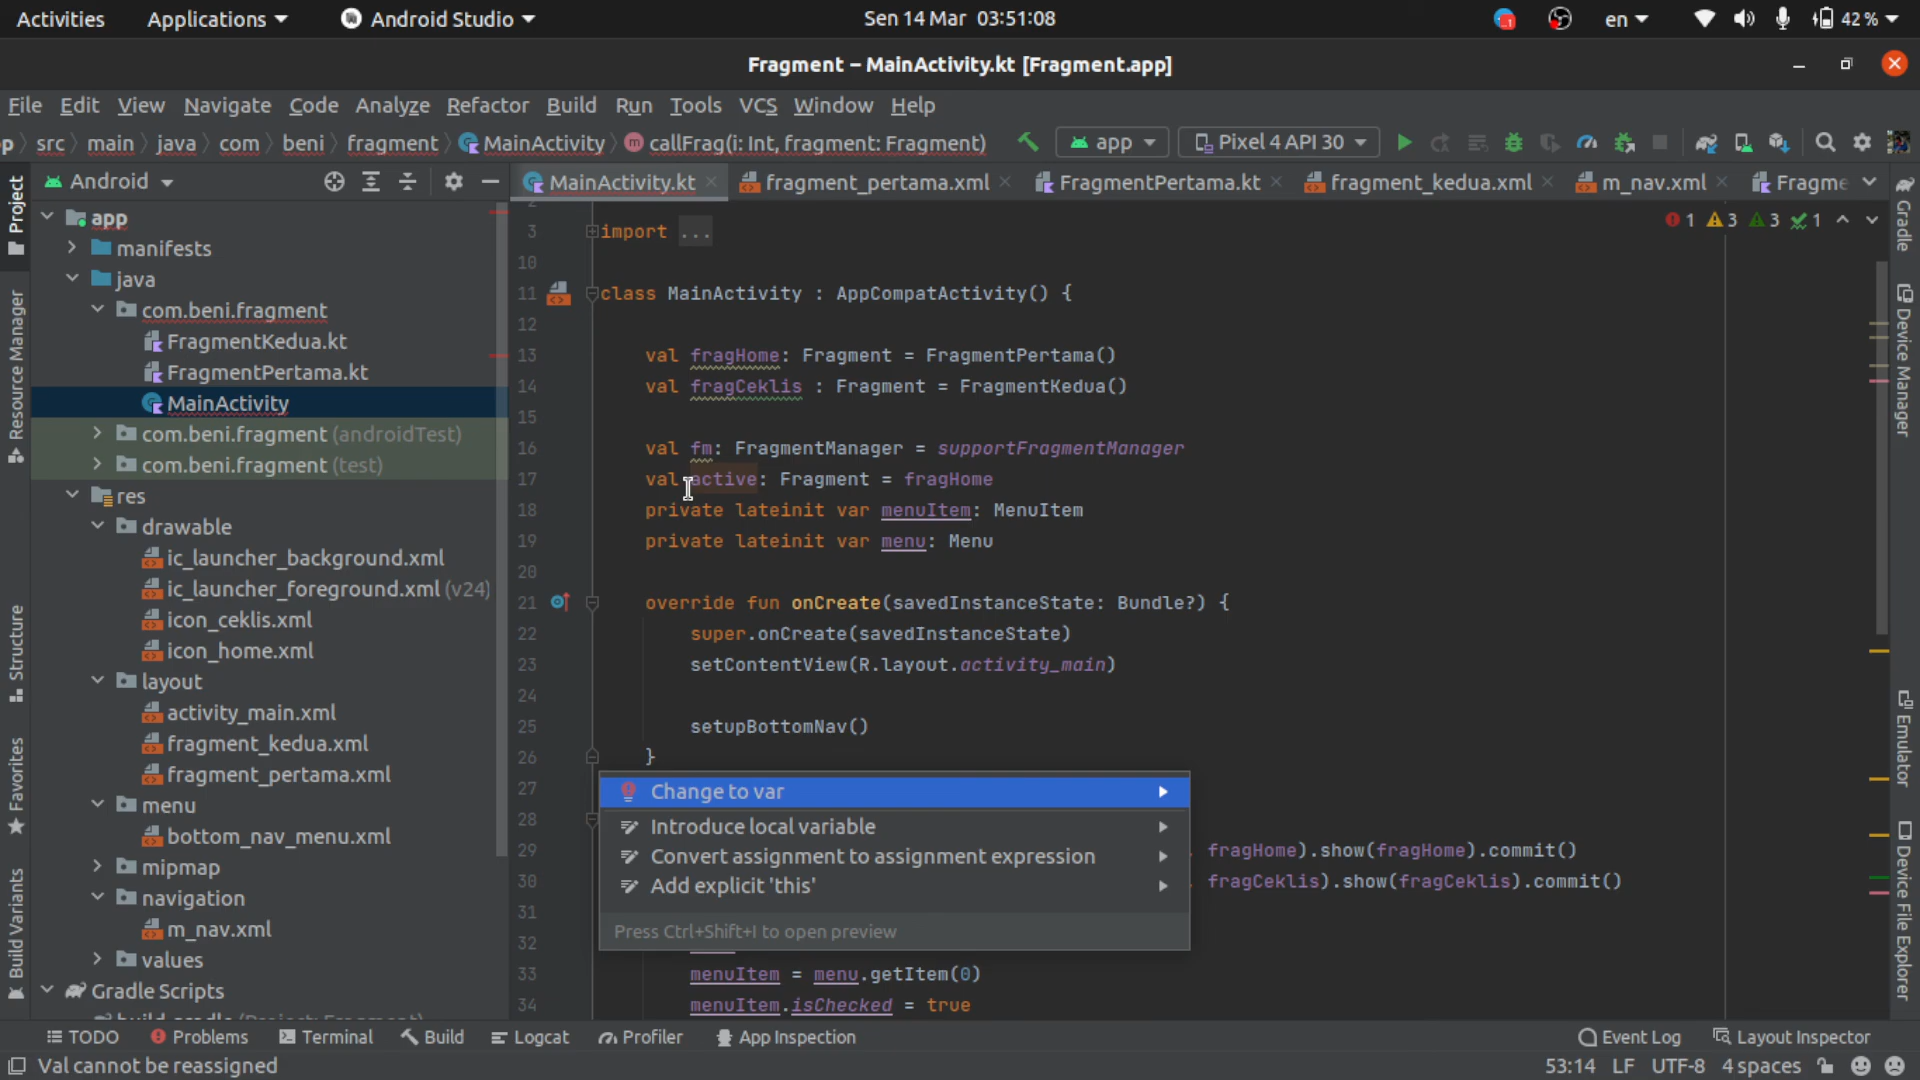 Activities Applications Android Studio Sen 14 Mar 03:51:08 en 42 %
Fragment – MainActivity.kt [Fragment.app]
File Edit View Navigate Code Analyze Refactor Build Run Tools VCS Window Help
p src main java com beni fragment MainActivity callFrag(i: Int, fragment: Fragment) app Pixel 4 API 30
Android
MainActivity.kt fragment_pertama.xml FragmentPertama.kt fragment_kedua.xml m_nav.xml Fragme
Project
Resource Manager
Structure
Favorites
Build Variants
app
manifests
java
com.beni.fragment
FragmentKedua.kt
FragmentPertama.kt
MainActivity
com.beni.fragment (androidTest)
com.beni.fragment (test)
res
drawable
ic_launcher_background.xml
ic_launcher_foreground.xml (v24)
icon_ceklis.xml
icon_home.xml
layout
activity_main.xml
fragment_kedua.xml
fragment_pertama.xml
menu
bottom_nav_menu.xml
mipmap
navigation
m_nav.xml
values
Gradle Scripts
1 3 3 1
3 import ...
10
11 class MainActivity : AppCompatActivity() {
12
13 val fragHome: Fragment = FragmentPertama()
14 val fragCeklis : Fragment = FragmentKedua()
15
16 val fm: FragmentManager = supportFragmentManager
17 val active: Fragment = fragHome
18 private lateinit var menuItem: MenuItem
19 private lateinit var menu: Menu
20
21 override fun onCreate(savedInstanceState: Bundle?) {
22 super.onCreate(savedInstanceState)
23 setContentView(R.layout.activity_main)
24
25 setupBottomNav()
26 }
27
28
29 fragHome).show(fragHome).commit()
30 fragCeklis).show(fragCeklis).commit()
31
32
33 menuItem = menu.getItem(0)
34 menuItem.isChecked = true
Change to var
Introduce local variable
Convert assignment to assignment expression
Add explicit 'this'
Press Ctrl+Shift+I to open preview
Gradle
Device Manager
Emulator
Device File Explorer
TODO Problems Terminal Build Logcat Profiler App Inspection Event Log Layout Inspector
Val cannot be reassigned 53:14 LF UTF-8 4 spaces